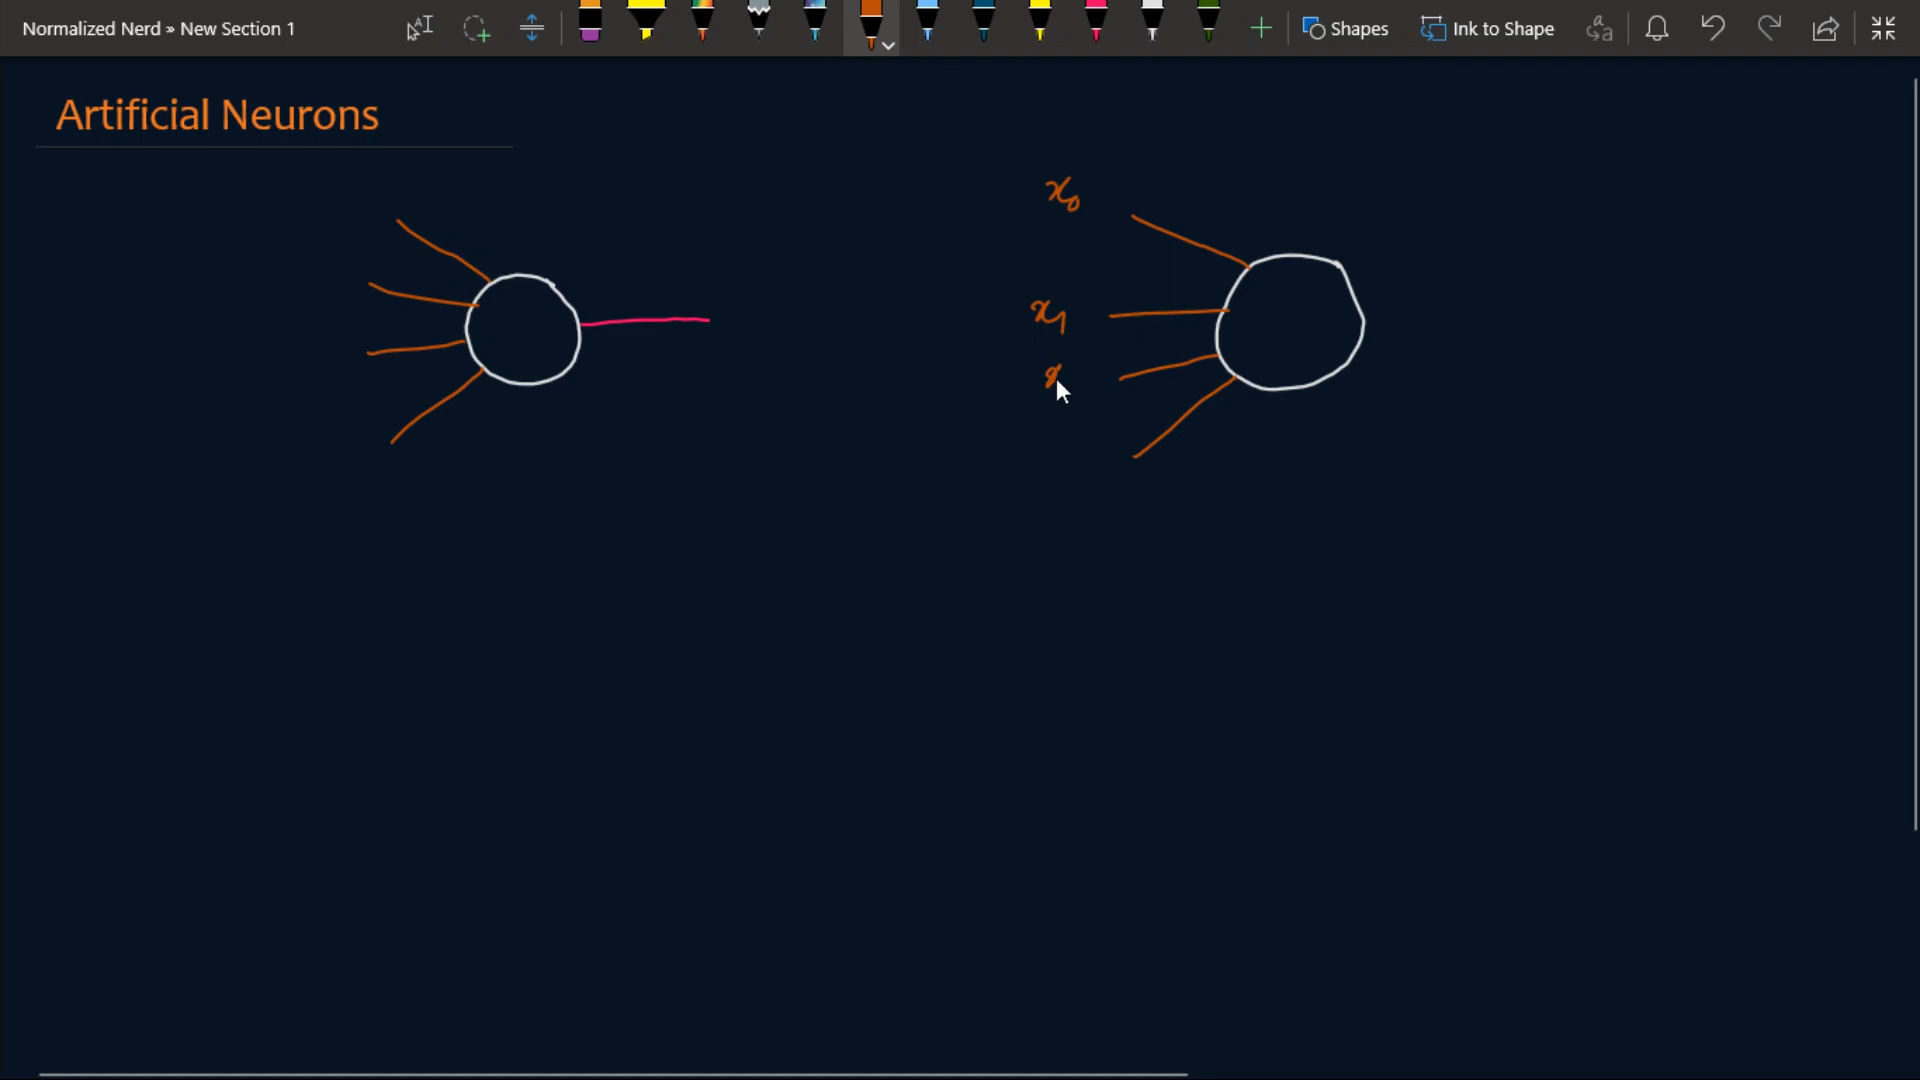 Normalized Nerd » New Section 1
Shapes
Ink to Shape
Artificial Neurons
x₀
x₁